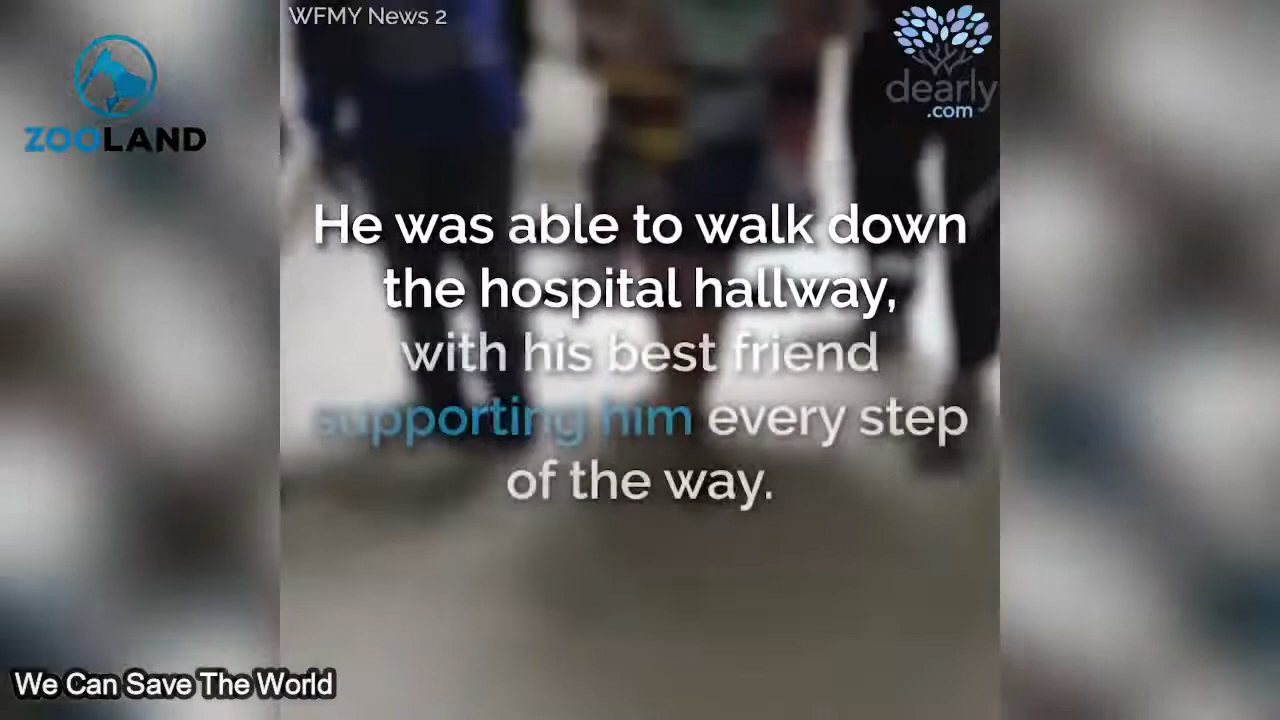 WFMY News 2
dearly
.com
ZOOLAND
He was able to walk down
the hospital hallway,
with his best friend
supporting him every step
of the way.
We Can Save The World